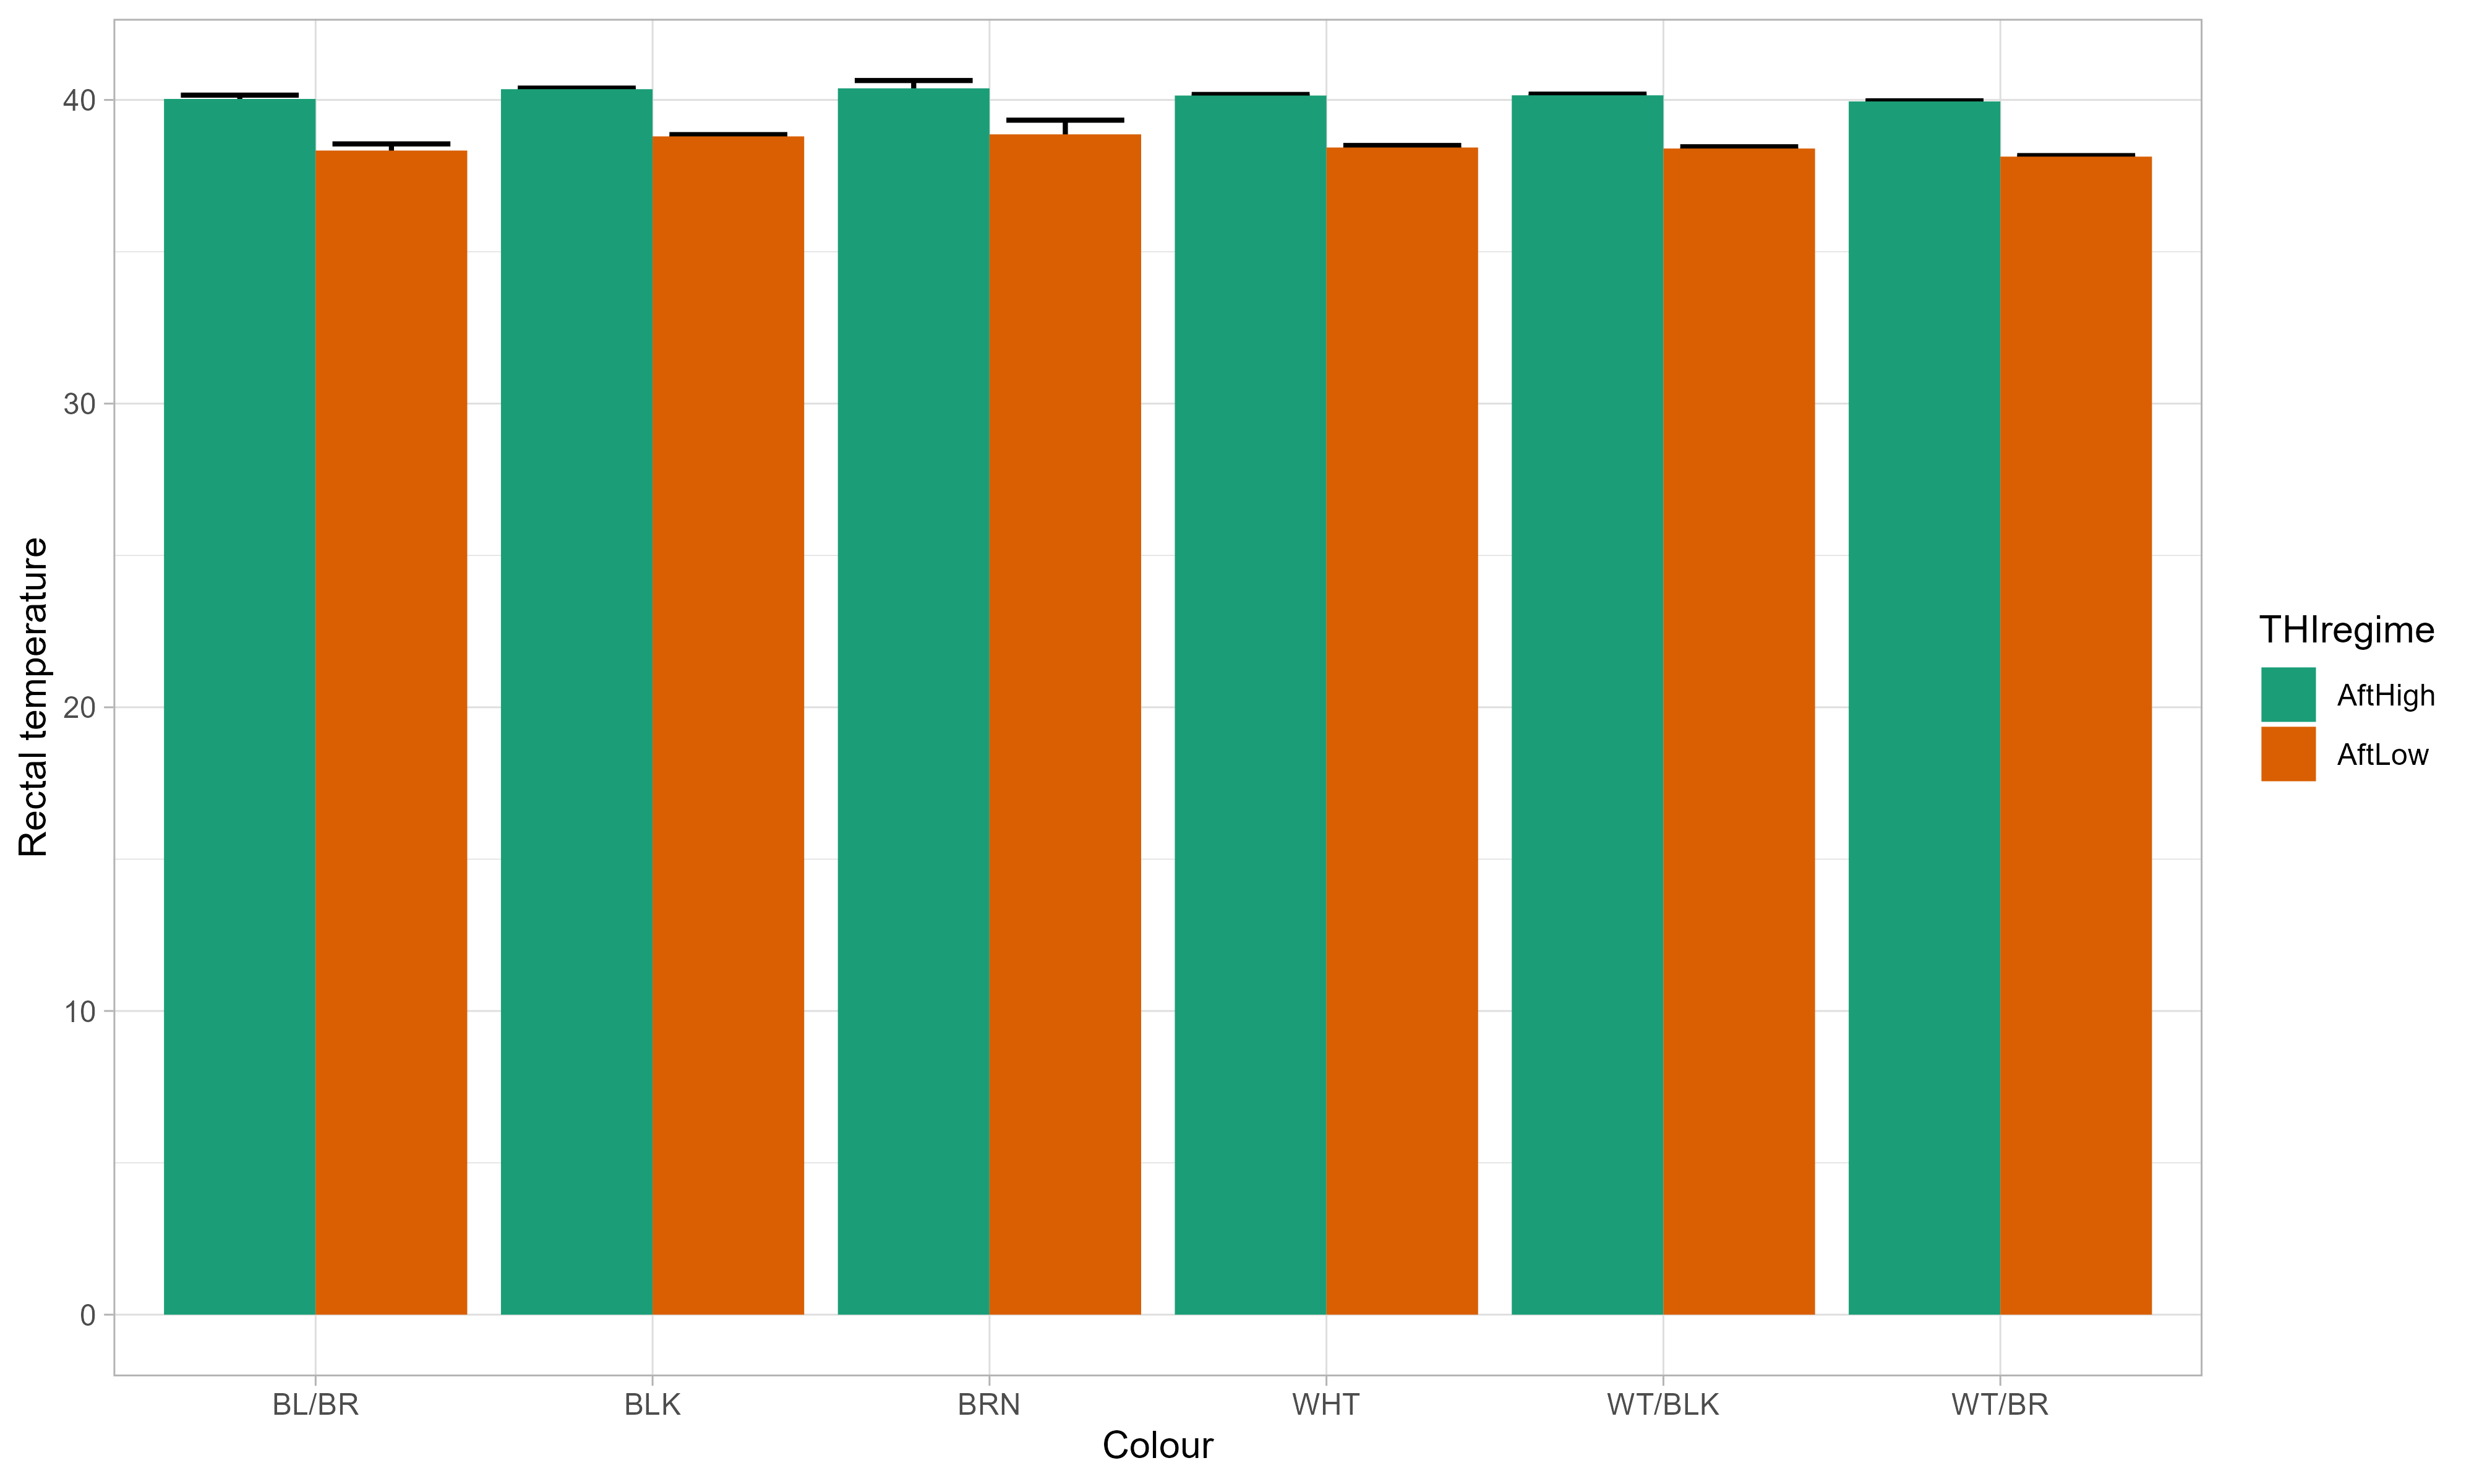 Rectal temperature
40
30
20
10
0
BL/BR
BLK
BRN
WHT
WT/BLK
WT/BR
Colour
THIregime
AftHigh
AftLow